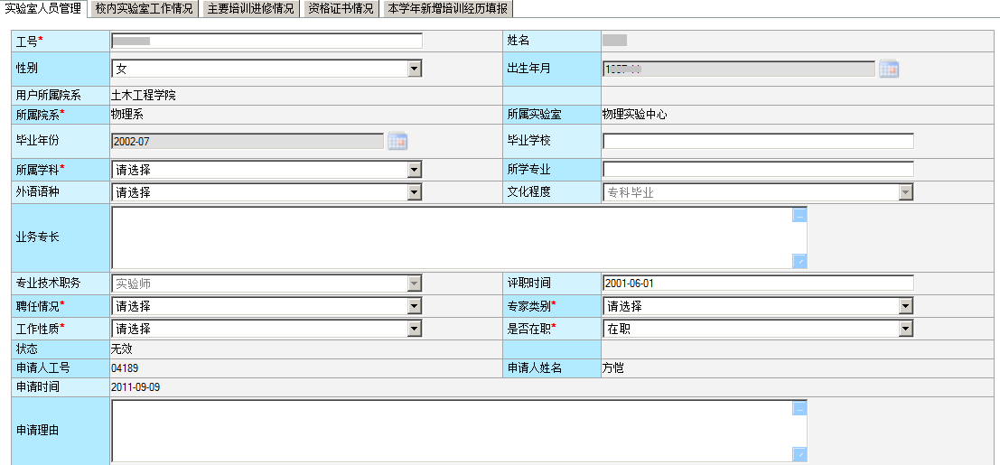 实验室人员管理 校内实验室工作情况 主要培训进修情况 资格证书情况 本学年新增培训经历填报
工号* 姓名
性别 女 出生年月
用户所属院系 土木工程学院
所属院系* 物理系 所属实验室 物理实验中心
毕业年份 2002-07 毕业学校
所属学科* 请选择 所学专业
外语语种 请选择 文化程度 专科毕业
业务专长
专业技术职务 实验师 评职时间 2001-06-01
聘任情况* 请选择 专家类别* 请选择
工作性质* 请选择 是否在职* 在职
状态 无效
申请人工号 04189 申请人姓名 方恺
申请时间 2011-09-09
申请理由